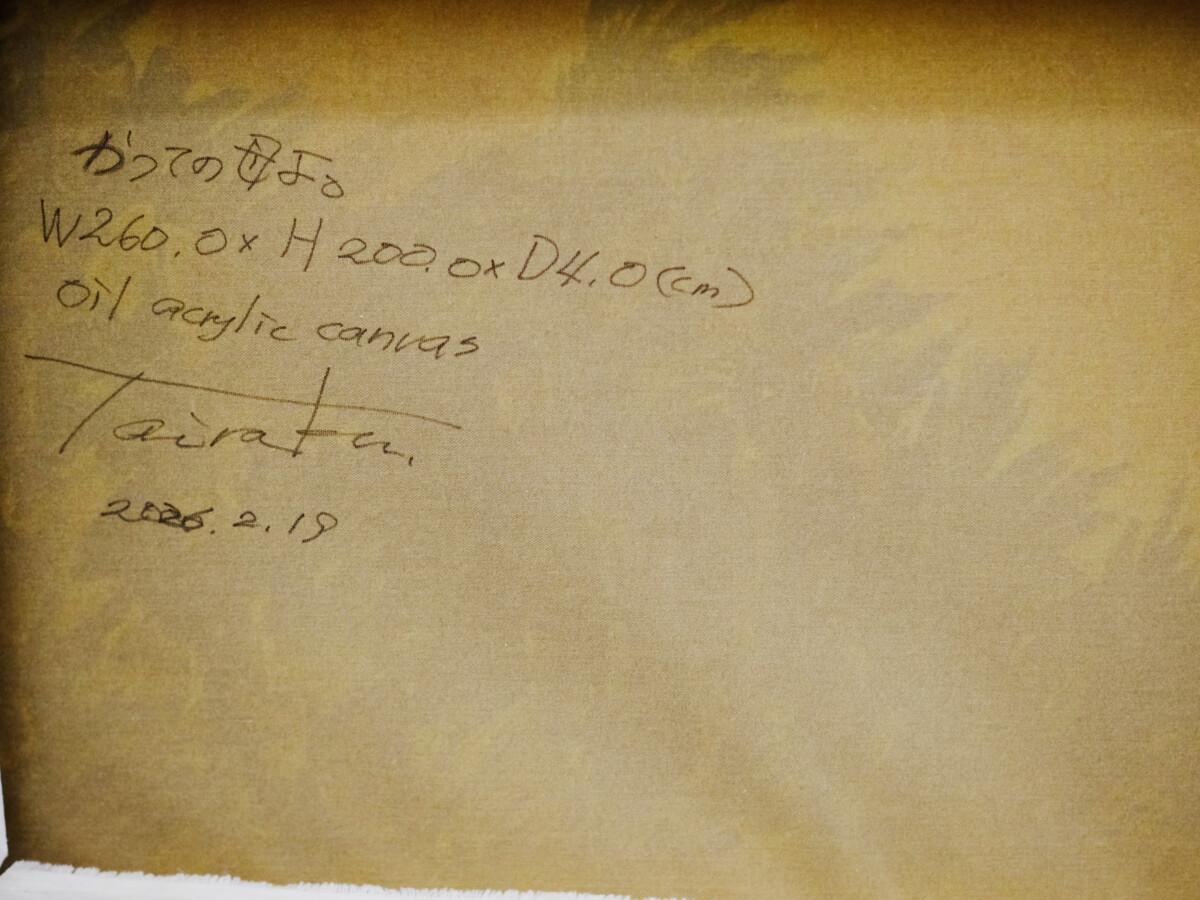 かつての母よ。
W260.0×H200.0×D4.0(cm)
oil acrylic canvas
Tairataku.
2026.2.19